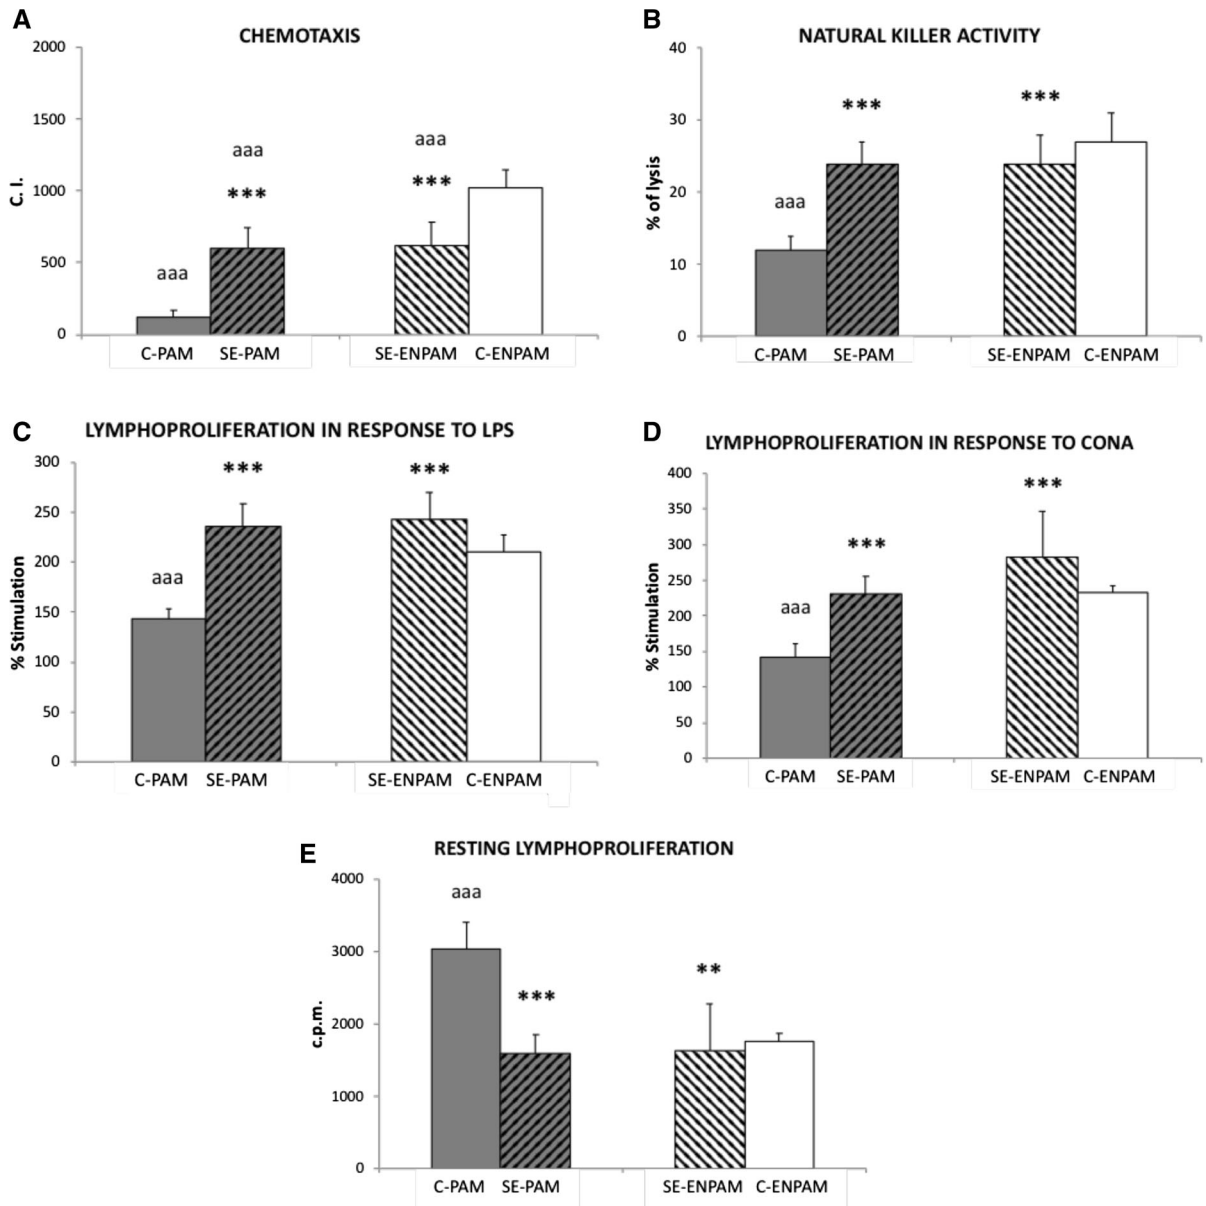 A
CHEMOTAXIS
2000
1500
1000
500
0
C. I.
aaa
aaa
***
aaa
***
C-PAM SE-PAM SE-ENPAM C-ENPAM
B
NATURAL KILLER ACTIVITY
40
30
20
10
0
% of lysis
aaa
***
***
C-PAM SE-PAM SE-ENPAM C-ENPAM
C
LYMPHOPROLIFERATION IN RESPONSE TO LPS
300
250
200
150
100
50
0
% Stimulation
aaa
***
***
C-PAM SE-PAM SE-ENPAM C-ENPAM
D
LYMPHOPROLIFERATION IN RESPONSE TO CONA
400
350
300
250
200
150
100
50
0
% Stimulation
aaa
***
***
C-PAM SE-PAM SE-ENPAM C-ENPAM
E
RESTING LYMPHOPROLIFERATION
4000
3000
2000
1000
0
c.p.m.
aaa
***
**
C-PAM SE-PAM SE-ENPAM C-ENPAM